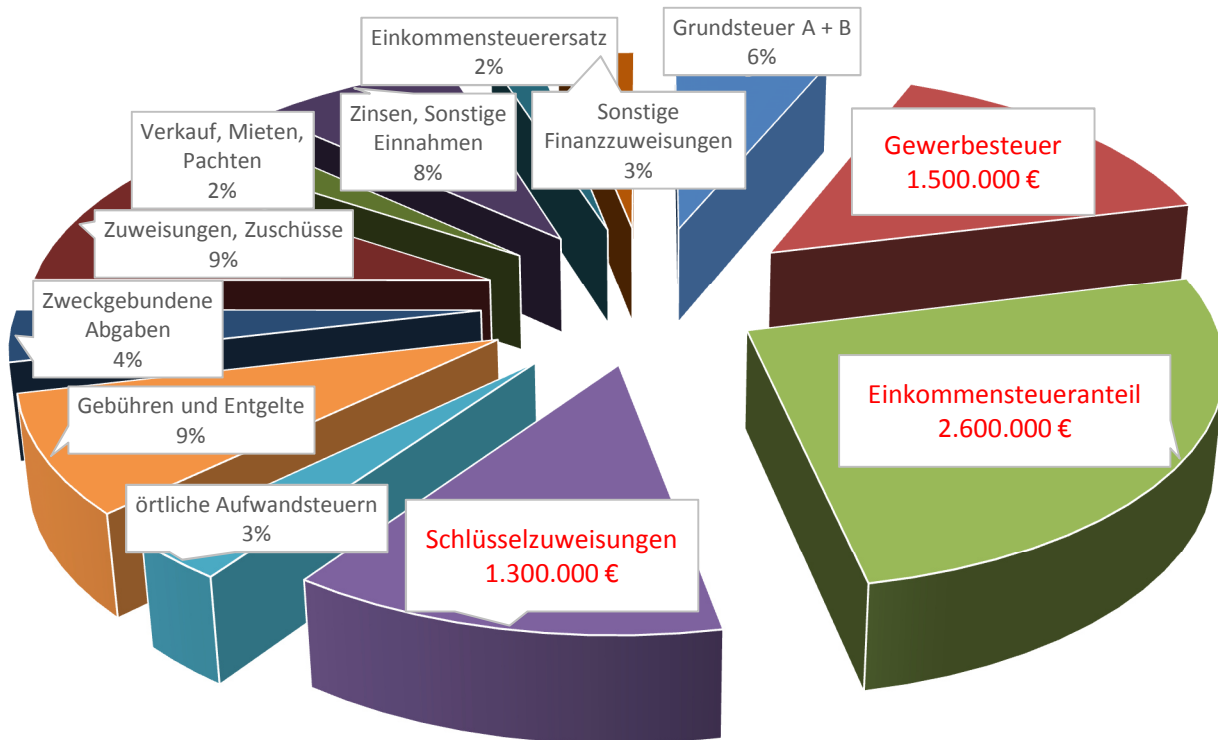 Einkommensteuerersatz
2%
Grundsteuer A + B
6%
Zinsen, Sonstige
Einnahmen
8%
Sonstige
Finanzzuweisungen
3%
Verkauf, Mieten,
Pachten
2%
Gewerbesteuer
1.500.000 €
Zuweisungen, Zuschüsse
9%
Zweckgebundene
Abgaben
4%
Einkommensteueranteil
2.600.000 €
Gebühren und Entgelte
9%
örtliche Aufwandsteuern
3%
Schlüsselzuweisungen
1.300.000 €